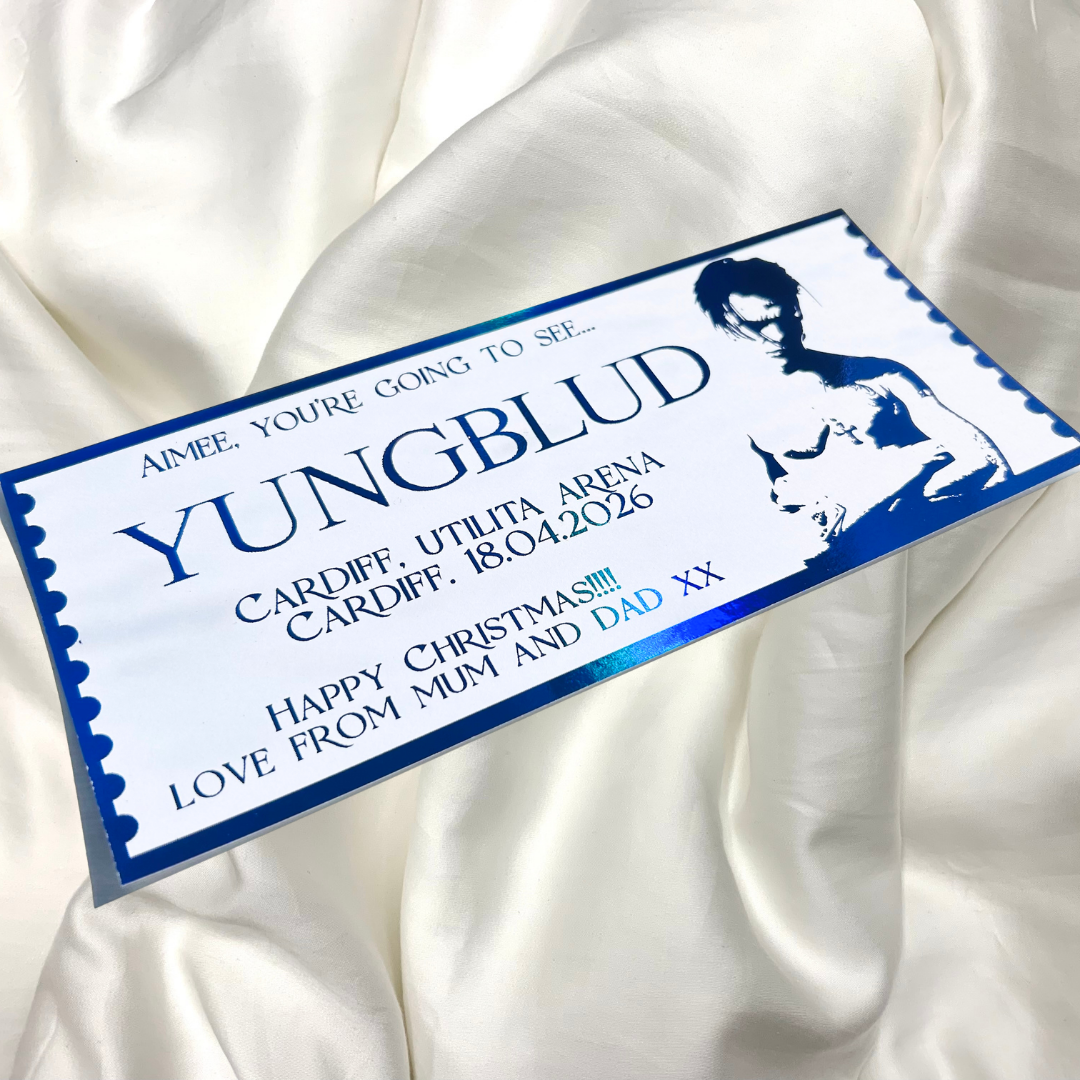 AIMEE, YOU'RE GOING TO SEE...
YUNGBLUD
CARDIFF, UTILITA ARENA
CARDIFF. 18.04.2026
HAPPY CHRISTMAS!!!!
LOVE FROM MUM AND DAD XX